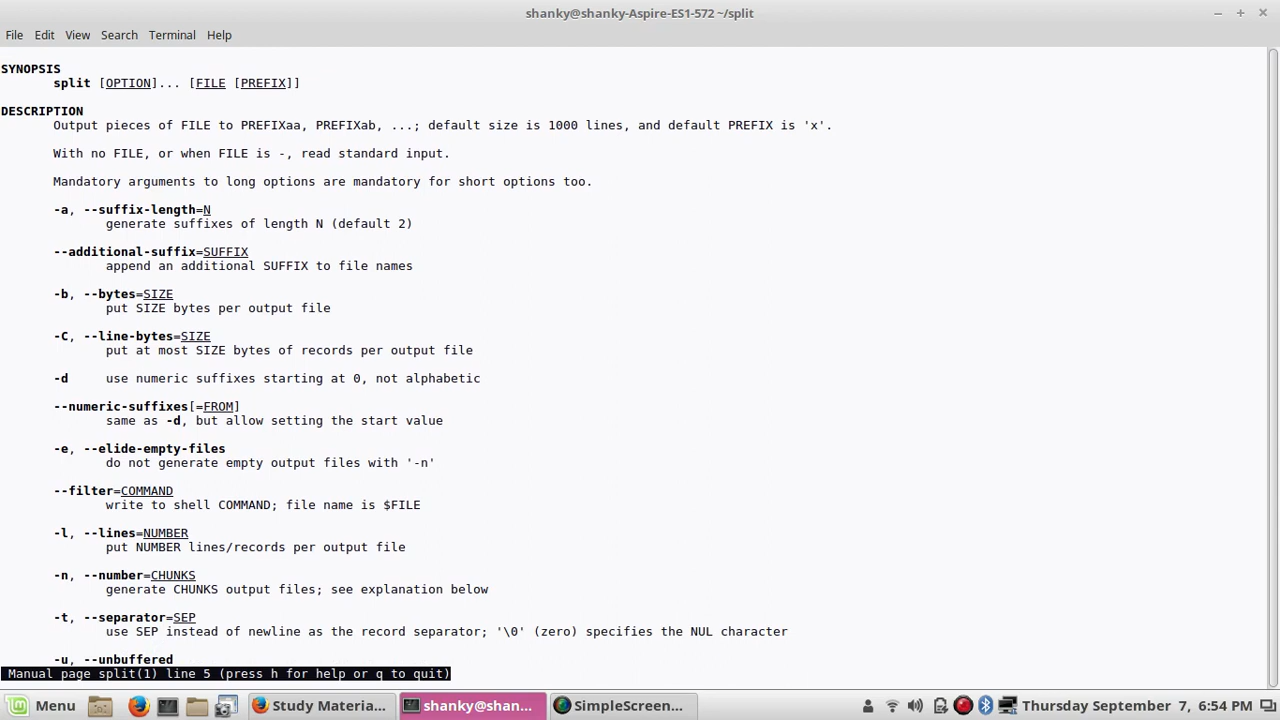 shanky@shanky-Aspire-ES1-572 ~/split
File Edit View Search Terminal Help
SYNOPSIS
split [OPTION]... [FILE [PREFIX]]
DESCRIPTION
Output pieces of FILE to PREFIXaa, PREFIXab, ...; default size is 1000 lines, and default PREFIX is 'x'.
With no FILE, or when FILE is -, read standard input.
Mandatory arguments to long options are mandatory for short options too.
-a, --suffix-length=N
generate suffixes of length N (default 2)
--additional-suffix=SUFFIX
append an additional SUFFIX to file names
-b, --bytes=SIZE
put SIZE bytes per output file
-C, --line-bytes=SIZE
put at most SIZE bytes of records per output file
-d use numeric suffixes starting at 0, not alphabetic
--numeric-suffixes[=FROM]
same as -d, but allow setting the start value
-e, --elide-empty-files
do not generate empty output files with '-n'
--filter=COMMAND
write to shell COMMAND; file name is $FILE
-l, --lines=NUMBER
put NUMBER lines/records per output file
-n, --number=CHUNKS
generate CHUNKS output files; see explanation below
-t, --separator=SEP
use SEP instead of newline as the record separator; '\0' (zero) specifies the NUL character
-u, --unbuffered
Manual page split(1) line 5 (press h for help or q to quit)
Menu Study Materia... shanky@shan... SimpleScreen... Thursday September 7, 6:54 PM